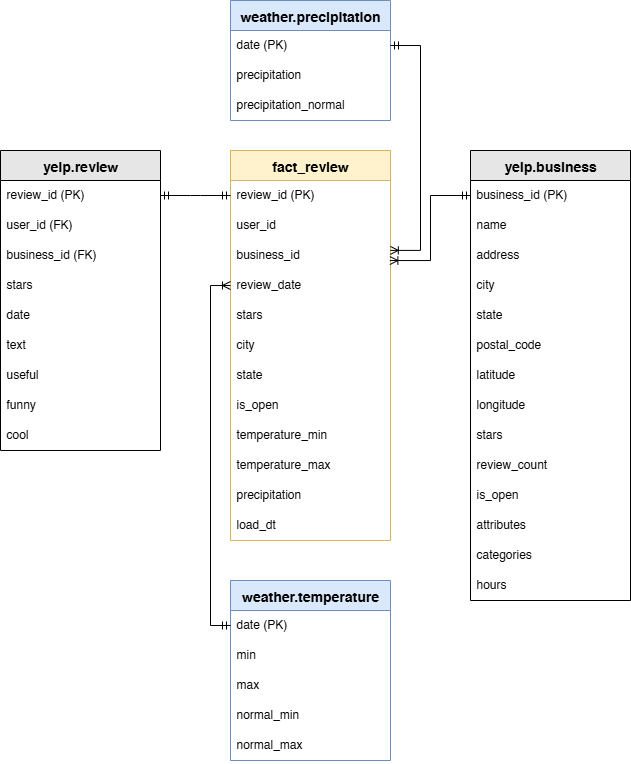 weather.precipitation
date (PK)
precipitation
precipitation_normal
yelp.review
review_id (PK)
user_id (FK)
business_id (FK)
stars
date
text
useful
funny
cool
fact_review
review_id (PK)
user_id
business_id
review_date
stars
city
state
is_open
temperature_min
temperature_max
precipitation
load_dt
yelp.business
business_id (PK)
name
address
city
state
postal_code
latitude
longitude
stars
review_count
is_open
attributes
categories
hours
weather.temperature
date (PK)
min
max
normal_min
normal_max